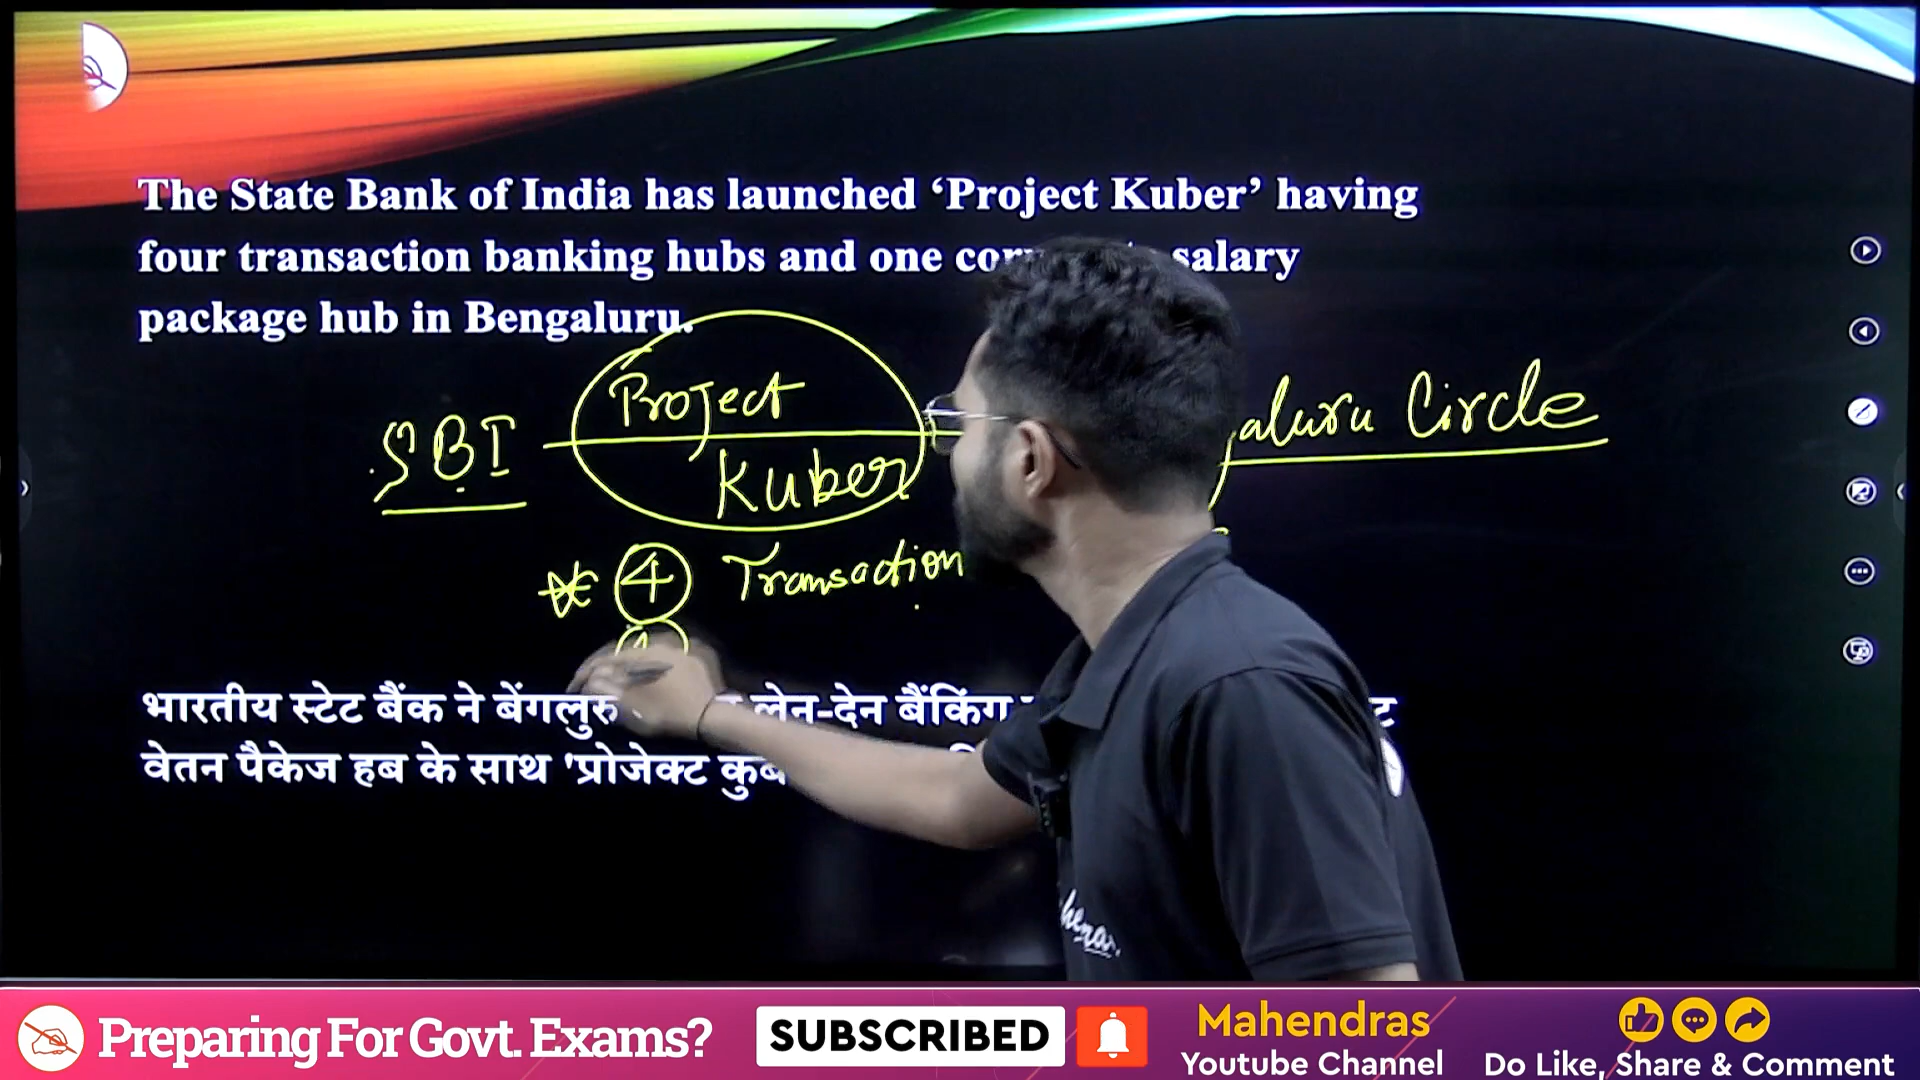 The State Bank of India has launched ‘Project Kuber’ having
four transaction banking hubs and one salary
package hub in Bengaluru.
SBI Project Kuber aluru Circle
4 Transaction
भारतीय स्टेट बैंक ने बेंगलुरु लेन-देन बैंकिंग
वेतन पैकेज हब के साथ 'प्रोजेक्ट
Preparing For Govt. Exams?
SUBSCRIBED
Mahendras
Youtube Channel
Do Like, Share & Comment